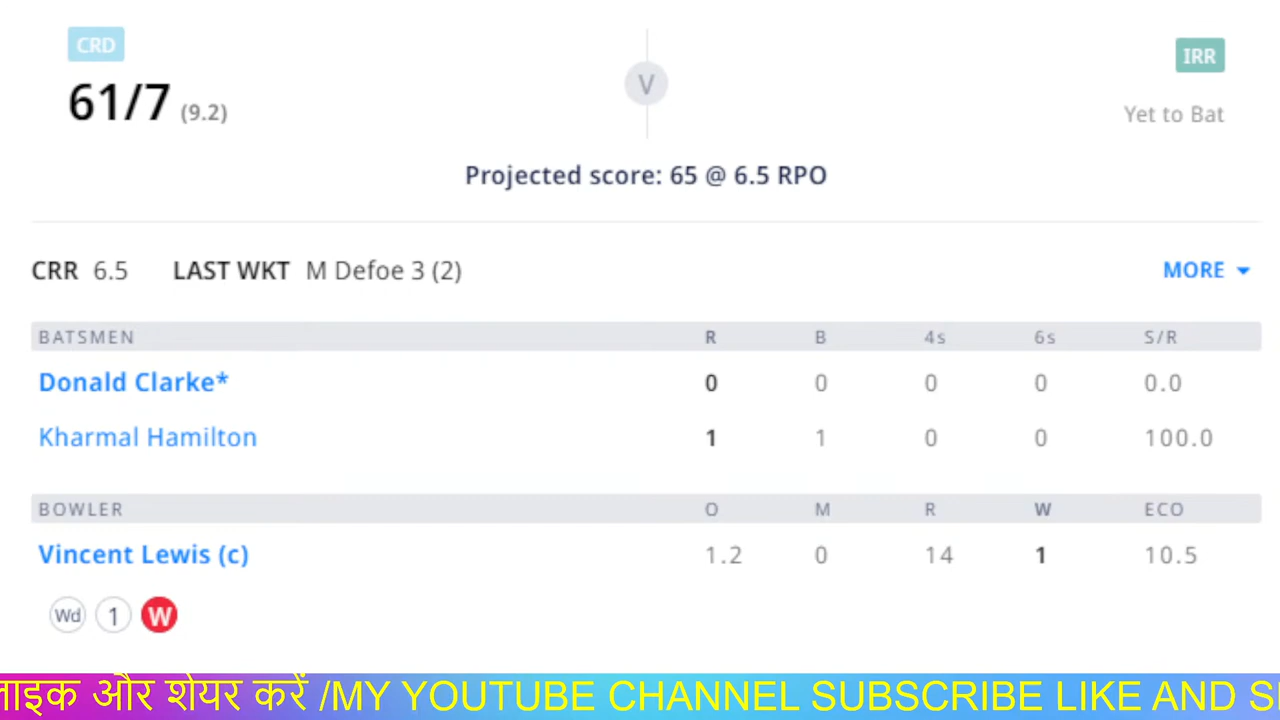 CRD
IRR
61/7 (9.2)
V
Yet to Bat
Projected score: 65 @ 6.5 RPO
CRR 6.5 LAST WKT M Defoe 3 (2)
MORE
BATSMEN R B 4s 6s S/R
Donald Clarke* 0 0 0 0 0.0
Kharmal Hamilton 1 1 0 0 100.0
BOWLER O M R W ECO
Vincent Lewis (c) 1.2 0 14 1 10.5
Wd 1 W
और शेयर करें /MY YOUTUBE CHANNEL SUBSCRIBE LIKE AND